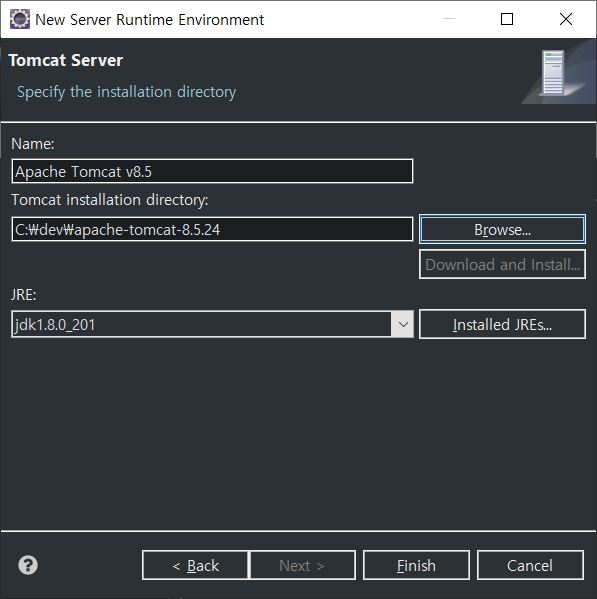 New Server Runtime Environment
Tomcat Server
Specify the installation directory
Name:
Apache Tomcat v8.5
Tomcat installation directory:
C:₩dev₩apache-tomcat-8.5.24
Browse...
Download and Install...
JRE:
jdk1.8.0_201
Installed JREs...
?
< Back
Next >
Finish
Cancel